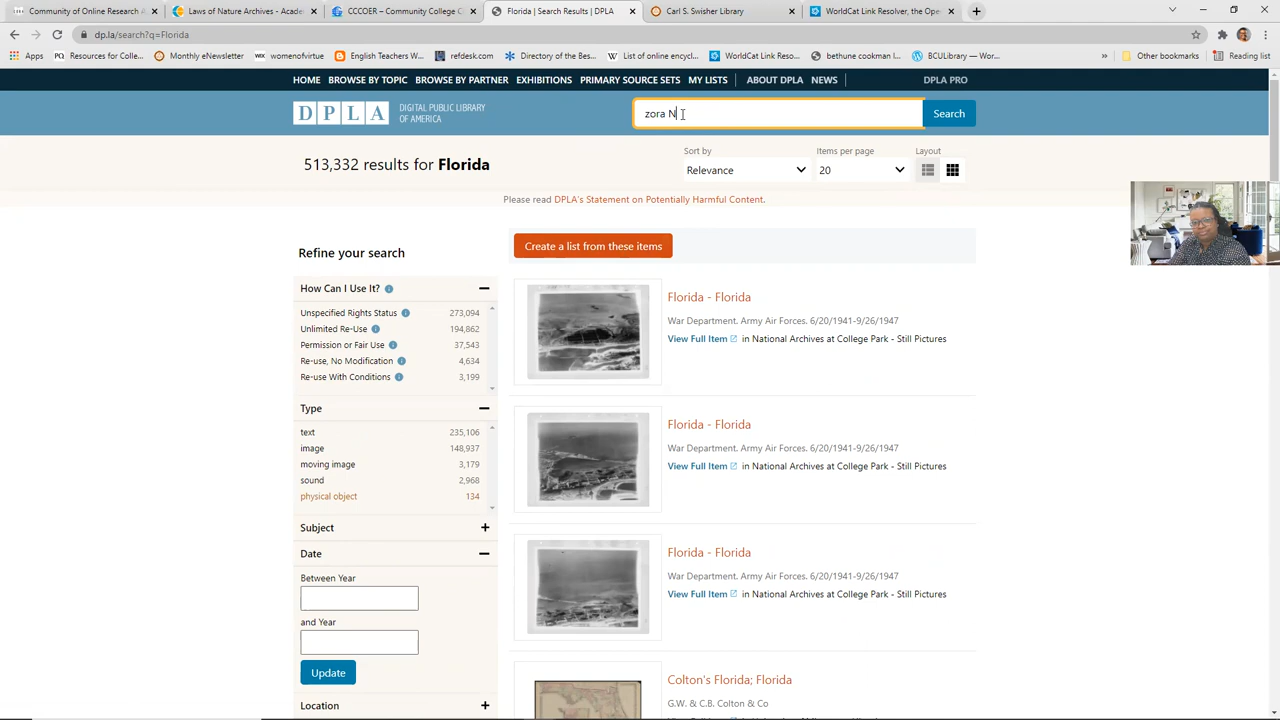 Community of Online Research A
Laws of Nature Archives - Acade
CCCOER – Community College C
Florida | Search Results | DPLA
Carl S. Swisher Library
WorldCat Link Resolver, the Ope
dp.la/search?q=Florida
Apps
Resources for Colle...
Monthly eNewsletter
womenofvirtue
English Teachers W...
refdesk.com
Directory of the Bes...
List of online encycl...
WorldCat Link Reso...
bethune cookman l...
BCULibrary — Wor...
Other bookmarks
Reading list
HOME BROWSE BY TOPIC BROWSE BY PARTNER EXHIBITIONS PRIMARY SOURCE SETS MY LISTS ABOUT DPLA NEWS DPLA PRO
DPLA
DIGITAL PUBLIC LIBRARY
OF AMERICA
zora N
Search
513,332 results for Florida
Sort by
Relevance
Items per page
20
Layout
Please read DPLA's Statement on Potentially Harmful Content.
Refine your search
Create a list from these items
How Can I Use It?
Unspecified Rights Status 273,094
Unlimited Re-Use 194,862
Permission or Fair Use 37,543
Re-use, No Modification 4,634
Re-use With Conditions 3,199
Type
text 235,106
image 148,937
moving image 3,179
sound 2,968
physical object 134
Subject
Date
Between Year
and Year
Update
Location
Florida - Florida
War Department. Army Air Forces. 6/20/1941-9/26/1947
View Full Item in National Archives at College Park - Still Pictures
Florida - Florida
War Department. Army Air Forces. 6/20/1941-9/26/1947
View Full Item in National Archives at College Park - Still Pictures
Florida - Florida
War Department. Army Air Forces. 6/20/1941-9/26/1947
View Full Item in National Archives at College Park - Still Pictures
Colton's Florida; Florida
G.W. & C.B. Colton & Co